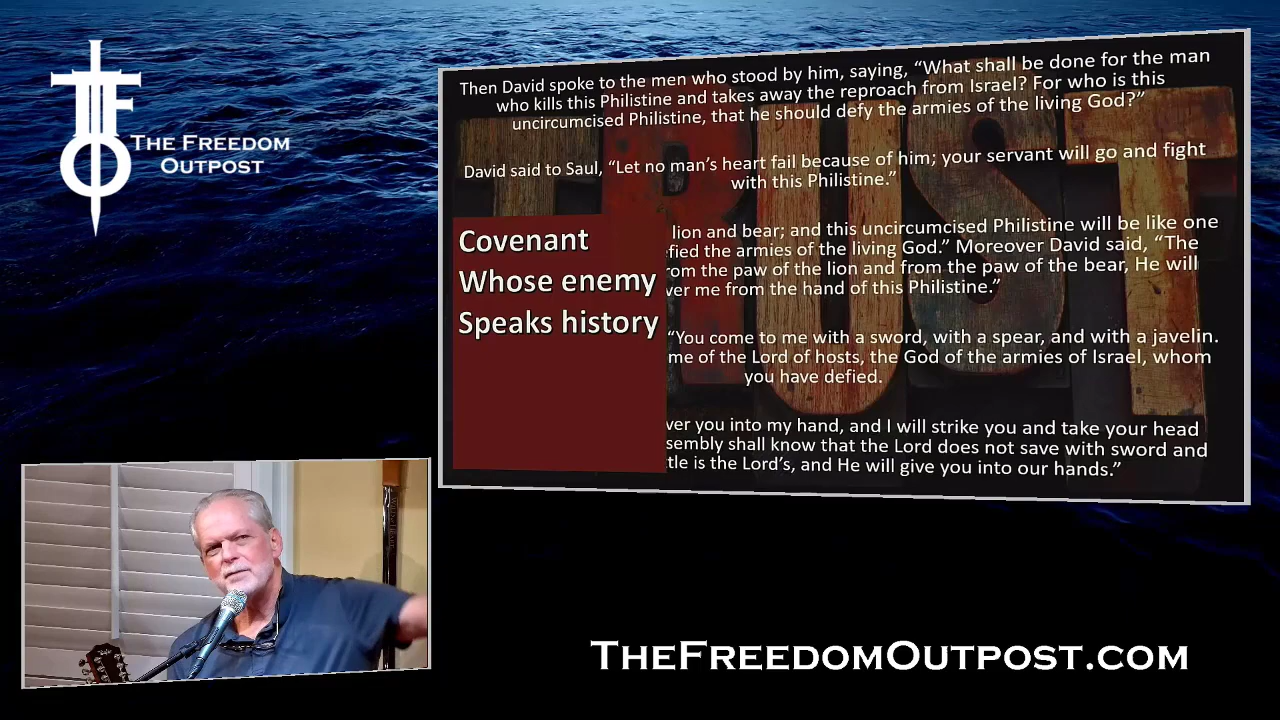 THE FREEDOM
OUTPOST
Then David spoke to the men who stood by him, saying, “What shall be done for the man
who kills this Philistine and takes away the reproach from Israel? For who is this
uncircumcised Philistine, that he should defy the armies of the living God?”
David said to Saul, “Let no man’s heart fail because of him; your servant will go and fight
with this Philistine.”
lion and bear; and this uncircumcised Philistine will be like one
fied the armies of the living God.” Moreover David said, “The
rom the paw of the lion and from the paw of the bear, He will
ver me from the hand of this Philistine.”
“You come to me with a sword, with a spear, and with a javelin.
me of the Lord of hosts, the God of the armies of Israel, whom
you have defied.
ver you into my hand, and I will strike you and take your head
sembly shall know that the Lord does not save with sword and
tle is the Lord’s, and He will give you into our hands.”
TRUST
Covenant
Whose enemy
Speaks history
THEFREEDOMOUTPOST.COM